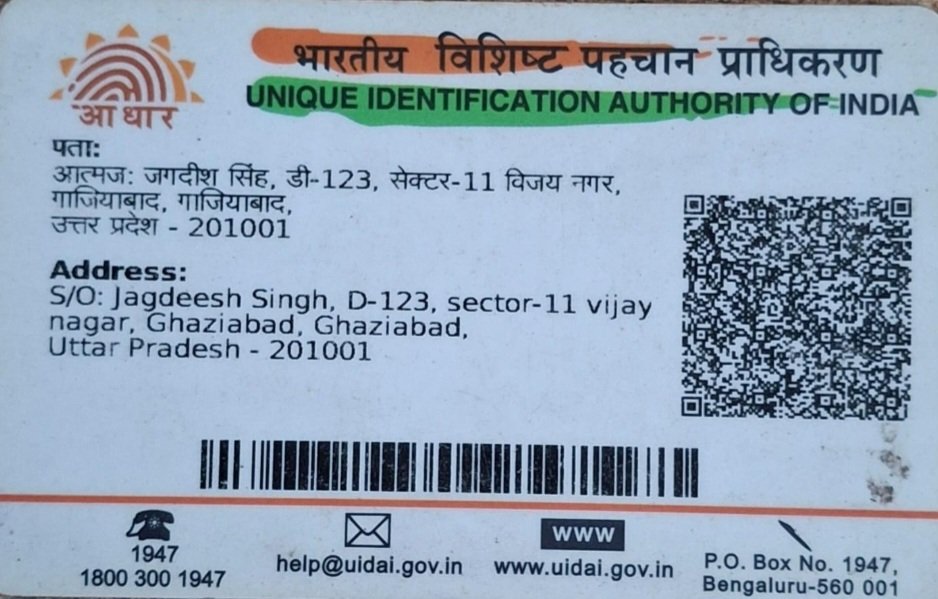 भारतीय विशिष्ट पहचान प्राधिकरण
UNIQUE IDENTIFICATION AUTHORITY OF INDIA
आधार
पता:
आत्मज: जगदीश सिंह, डी-123, सेक्टर-11 विजय नगर,
गाजियाबाद, गाजियाबाद,
उत्तर प्रदेश - 201001
Address:
S/O: Jagdeesh Singh, D-123, sector-11 vijay
nagar, Ghaziabad, Ghaziabad,
Uttar Pradesh - 201001
1947
1800 300 1947
help@uidai.gov.in
www
www.uidai.gov.in
P.O. Box No. 1947,
Bengaluru-560 001